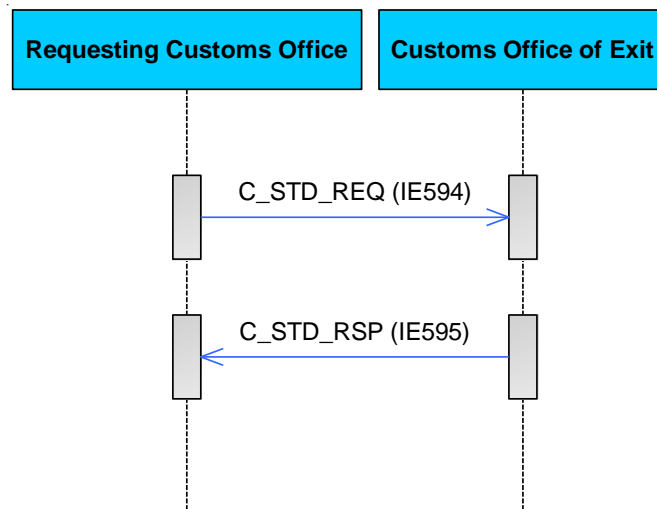 Requesting Customs Office
Customs Office of Exit
C_STD_REQ (IE594)
C_STD_RSP (IE595)